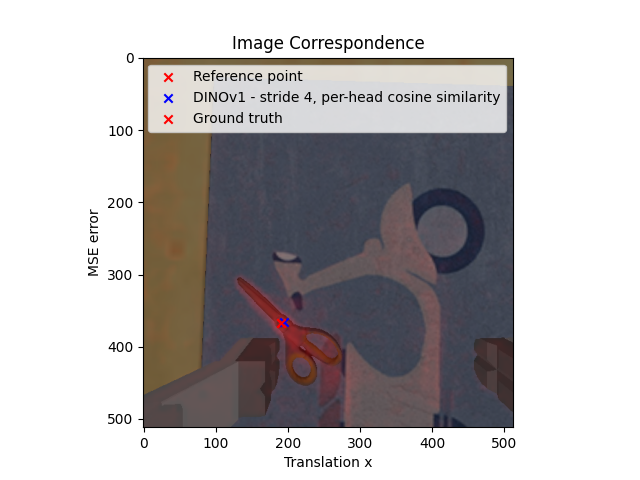 Image Correspondence
Reference point
DINOv1 - stride 4, per-head cosine similarity
Ground truth
MSE error
0
100
200
300
400
500
0
100
200
300
400
500
Translation x